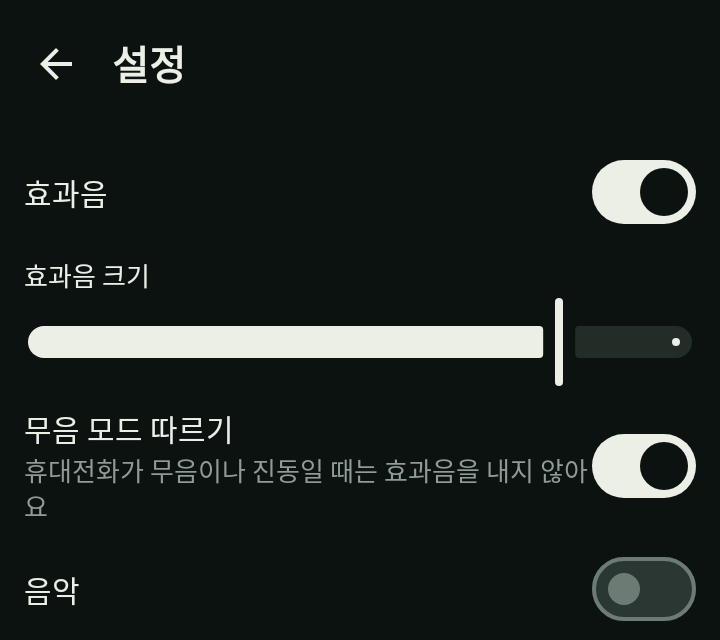 설정
효과음
효과음 크기
무음 모드 따르기
휴대전화가 무음이나 진동일 때는 효과음을 내지 않아
요
음악